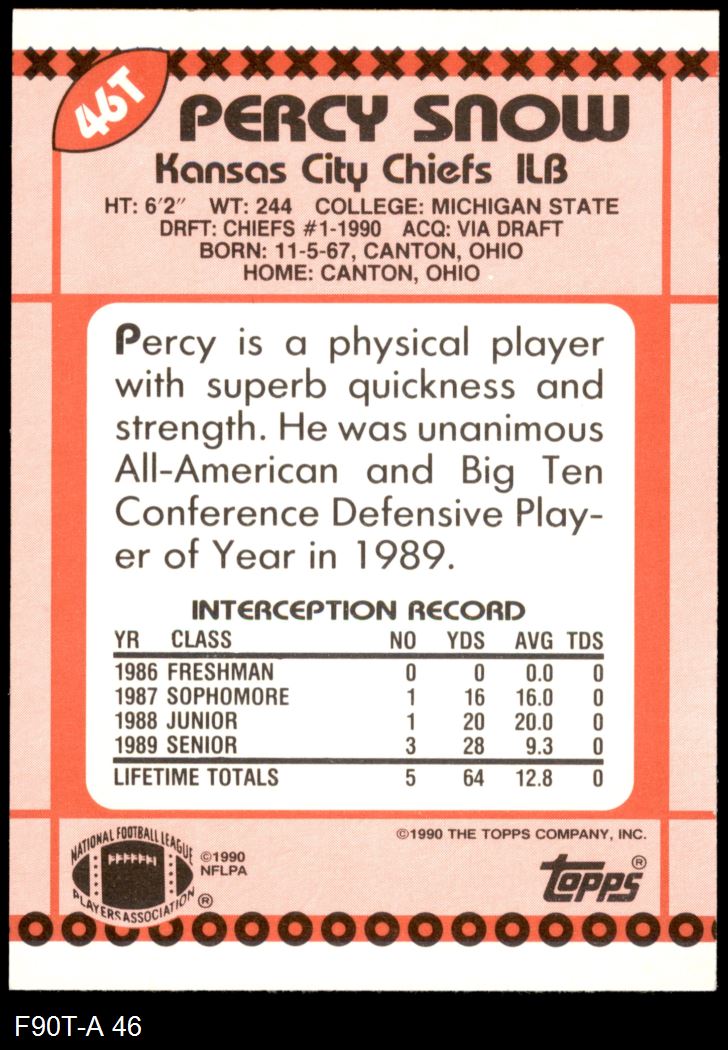 46T
PERCY SNOW
Kansas City Chiefs ILB
HT: 6'2" WT: 244 COLLEGE: MICHIGAN STATE
DRFT: CHIEFS #1-1990 ACQ: VIA DRAFT
BORN: 11-5-67, CANTON, OHIO
HOME: CANTON, OHIO
Percy is a physical player
with superb quickness and
strength. He was unanimous
All-American and Big Ten
Conference Defensive Play-
er of Year in 1989.
INTERCEPTION RECORD
YR CLASS NO YDS AVG TDS
1986 FRESHMAN 0 0 0.0 0
1987 SOPHOMORE 1 16 16.0 0
1988 JUNIOR 1 20 20.0 0
1989 SENIOR 3 28 9.3 0
LIFETIME TOTALS 5 64 12.8 0
©1990 THE TOPPS COMPANY, INC.
NATIONAL FOOTBALL LEAGUE
PLAYERS ASSOCIATION ®
©1990
NFLPA
topps®
F90T-A 46